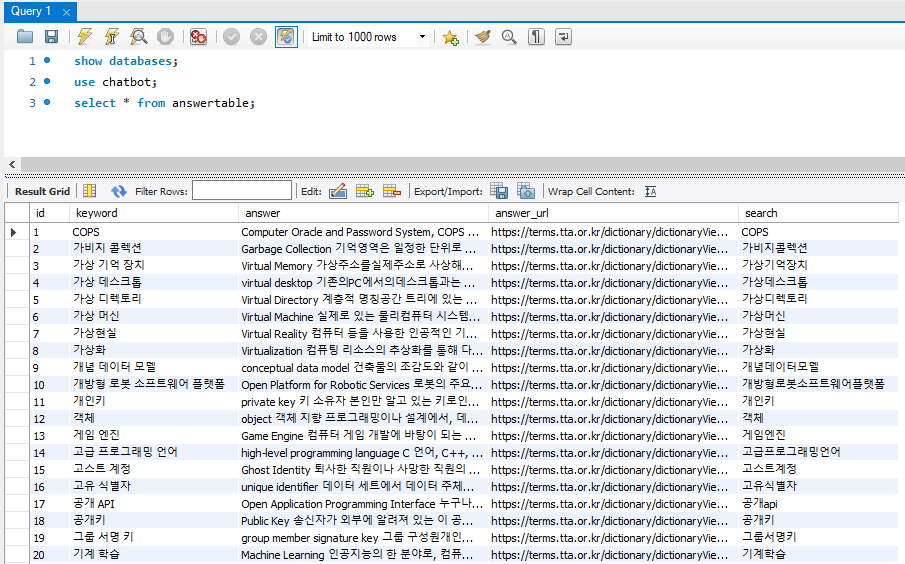 Query 1
Limit to 1000 rows
1 show databases;
2 use chatbot;
3 select * from answertable;
Result Grid Filter Rows: Edit: Export/Import: Wrap Cell Content:
id keyword answer answer_url search
1 COPS Computer Oracle and Password System, COPS ... https://terms.tta.or.kr/dictionary/dictionaryVie... COPS
2 가비지 콜렉션 Garbage Collection 기억영역은 일정한 단위로 ... https://terms.tta.or.kr/dictionary/dictionaryVie... 가비지콜렉션
3 가상 기억 장치 Virtual Memory 가상주소를실제주소로 사상해... https://terms.tta.or.kr/dictionary/dictionaryVie... 가상기억장치
4 가상 데스크톱 virtual desktop 기존의PC에서의데스크톱과는 ... https://terms.tta.or.kr/dictionary/dictionaryVie... 가상데스크톱
5 가상 디렉토리 Virtual Directory 계층적 명칭공간 트리에 있는 ... https://terms.tta.or.kr/dictionary/dictionaryVie... 가상디렉토리
6 가상 머신 Virtual Machine 실제로 있는 물리컴퓨터 시스템... https://terms.tta.or.kr/dictionary/dictionaryVie... 가상머신
7 가상현실 Virtual Reality 컴퓨터 등을 사용한 인공적인 기... https://terms.tta.or.kr/dictionary/dictionaryVie... 가상현실
8 가상화 Virtualization 컴퓨팅 리소스의 추상화를 통해 다... https://terms.tta.or.kr/dictionary/dictionaryVie... 가상화
9 개념 데이터 모델 conceptual data model 건축물의 조감도와 같이 ... https://terms.tta.or.kr/dictionary/dictionaryVie... 개념데이터모델
10 개방형 로봇 소프트웨어 플랫폼 Open Platform for Robotic Services 로봇의 주요... https://terms.tta.or.kr/dictionary/dictionaryVie... 개방형로봇소프트웨어플랫폼
11 개인키 private key 키 소유자 본인만 알고 있는 키로인... https://terms.tta.or.kr/dictionary/dictionaryVie... 개인키
12 객체 object 객체 지향 프로그래밍이나 설계에서, 데... https://terms.tta.or.kr/dictionary/dictionaryVie... 객체
13 게임 엔진 Game Engine 컴퓨터 게임 개발에 바탕이 되는 ... https://terms.tta.or.kr/dictionary/dictionaryVie... 게임엔진
14 고급 프로그래밍 언어 high-level programming language C 언어, C++, ... https://terms.tta.or.kr/dictionary/dictionaryVie... 고급프로그래밍언어
15 고스트 계정 Ghost Identity 퇴사한 직원이나 사망한 직원의 ... https://terms.tta.or.kr/dictionary/dictionaryVie... 고스트계정
16 고유 식별자 unique identifier 데이터 세트에서 데이터 주체... https://terms.tta.or.kr/dictionary/dictionaryVie... 고유식별자
17 공개 API Open Application Programming Interface 누구나... https://terms.tta.or.kr/dictionary/dictionaryVie... 공개api
18 공개키 Public Key 송신자가 외부에 알려져 있는 이 공... https://terms.tta.or.kr/dictionary/dictionaryVie... 공개키
19 그룹 서명 키 group member signature key 그룹 구성원개인... https://terms.tta.or.kr/dictionary/dictionaryVie... 그룹서명키
20 기계 학습 Machine Learning 인공지능의 한 분야로, 컴퓨... https://terms.tta.or.kr/dictionary/dictionaryVie... 기계학습